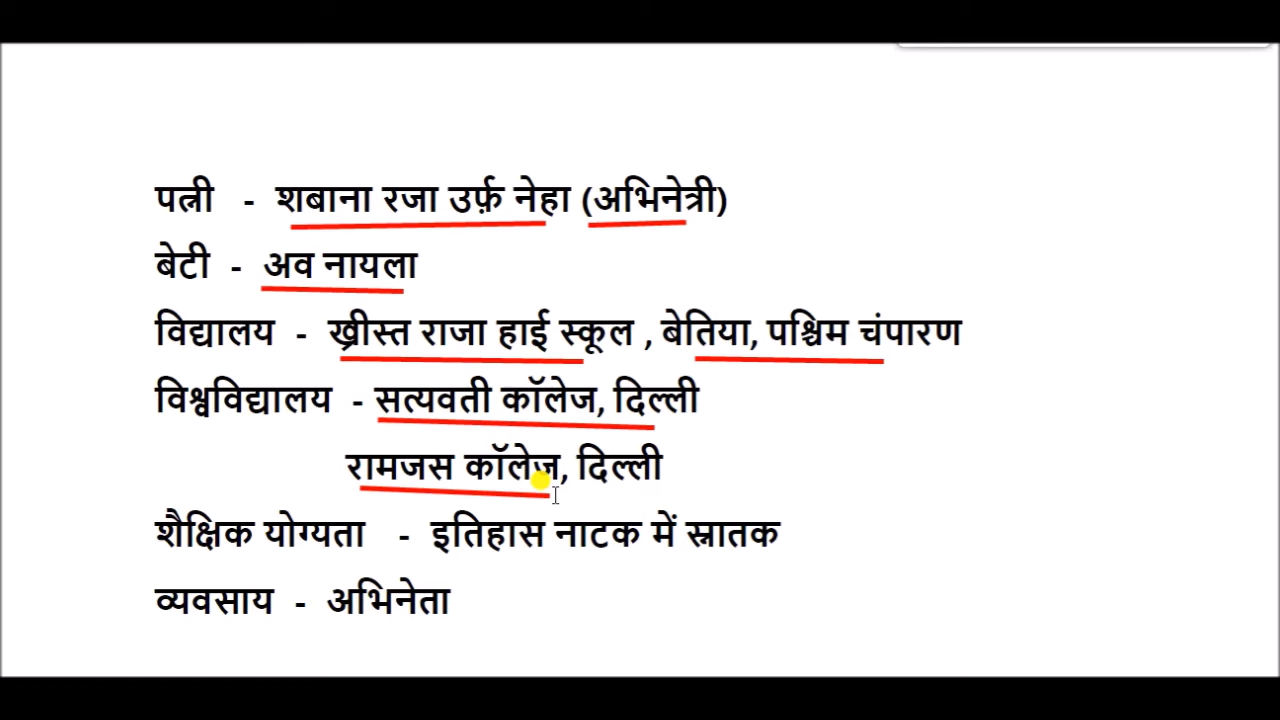 पत्नी - शबाना रजा उर्फ़ नेहा (अभिनेत्री)
बेटी - अव नायला
विद्यालय - ख्रीस्त राजा हाई स्कूल , बेतिया, पश्चिम चंपारण
विश्वविद्यालय - सत्यवती कॉलेज, दिल्ली
रामजस कॉलेज, दिल्ली
शैक्षिक योग्यता - इतिहास नाटक में स्नातक
व्यवसाय - अभिनेता